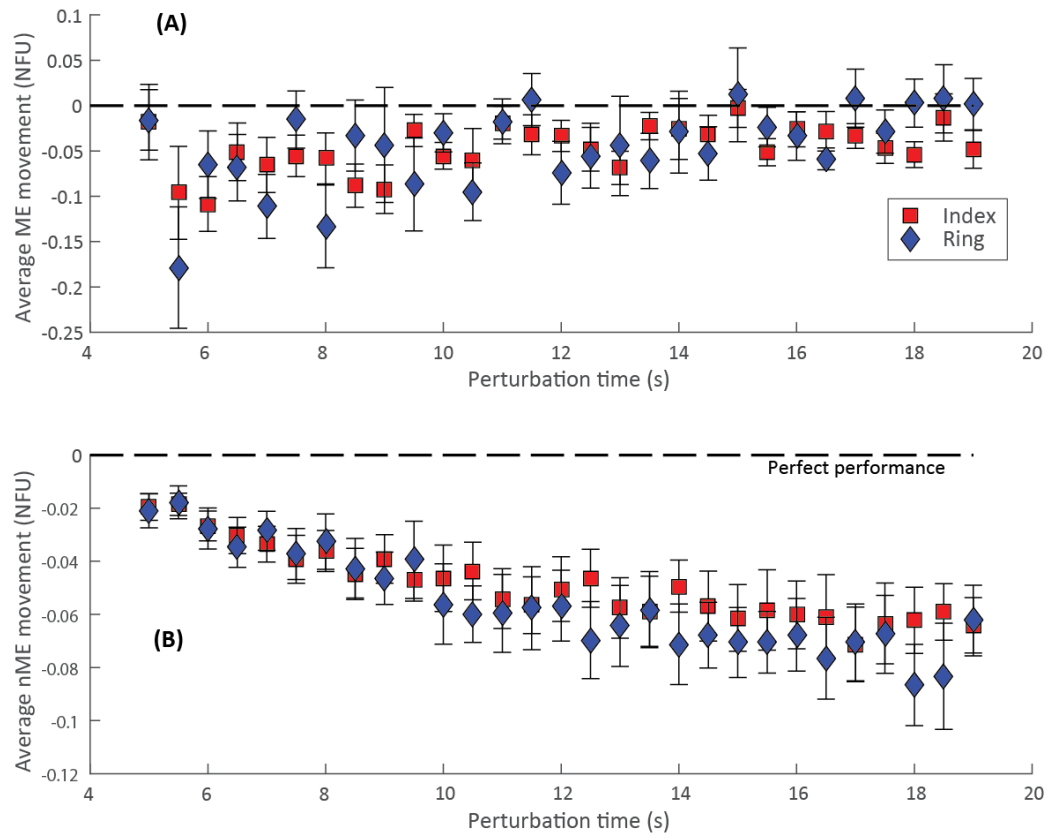 (A)
0.1
0.05
0
-0.05
-0.1
-0.15
-0.2
-0.25
Average ME movement (NFU)
Index
Ring
4 6 8 10 12 14 16 18 20
Perturbation time (s)
0
-0.02
-0.04
-0.06
-0.08
-0.1
-0.12
Average nME movement (NFU)
Perfect performance
(B)
4 6 8 10 12 14 16 18 20
Perturbation time (s)